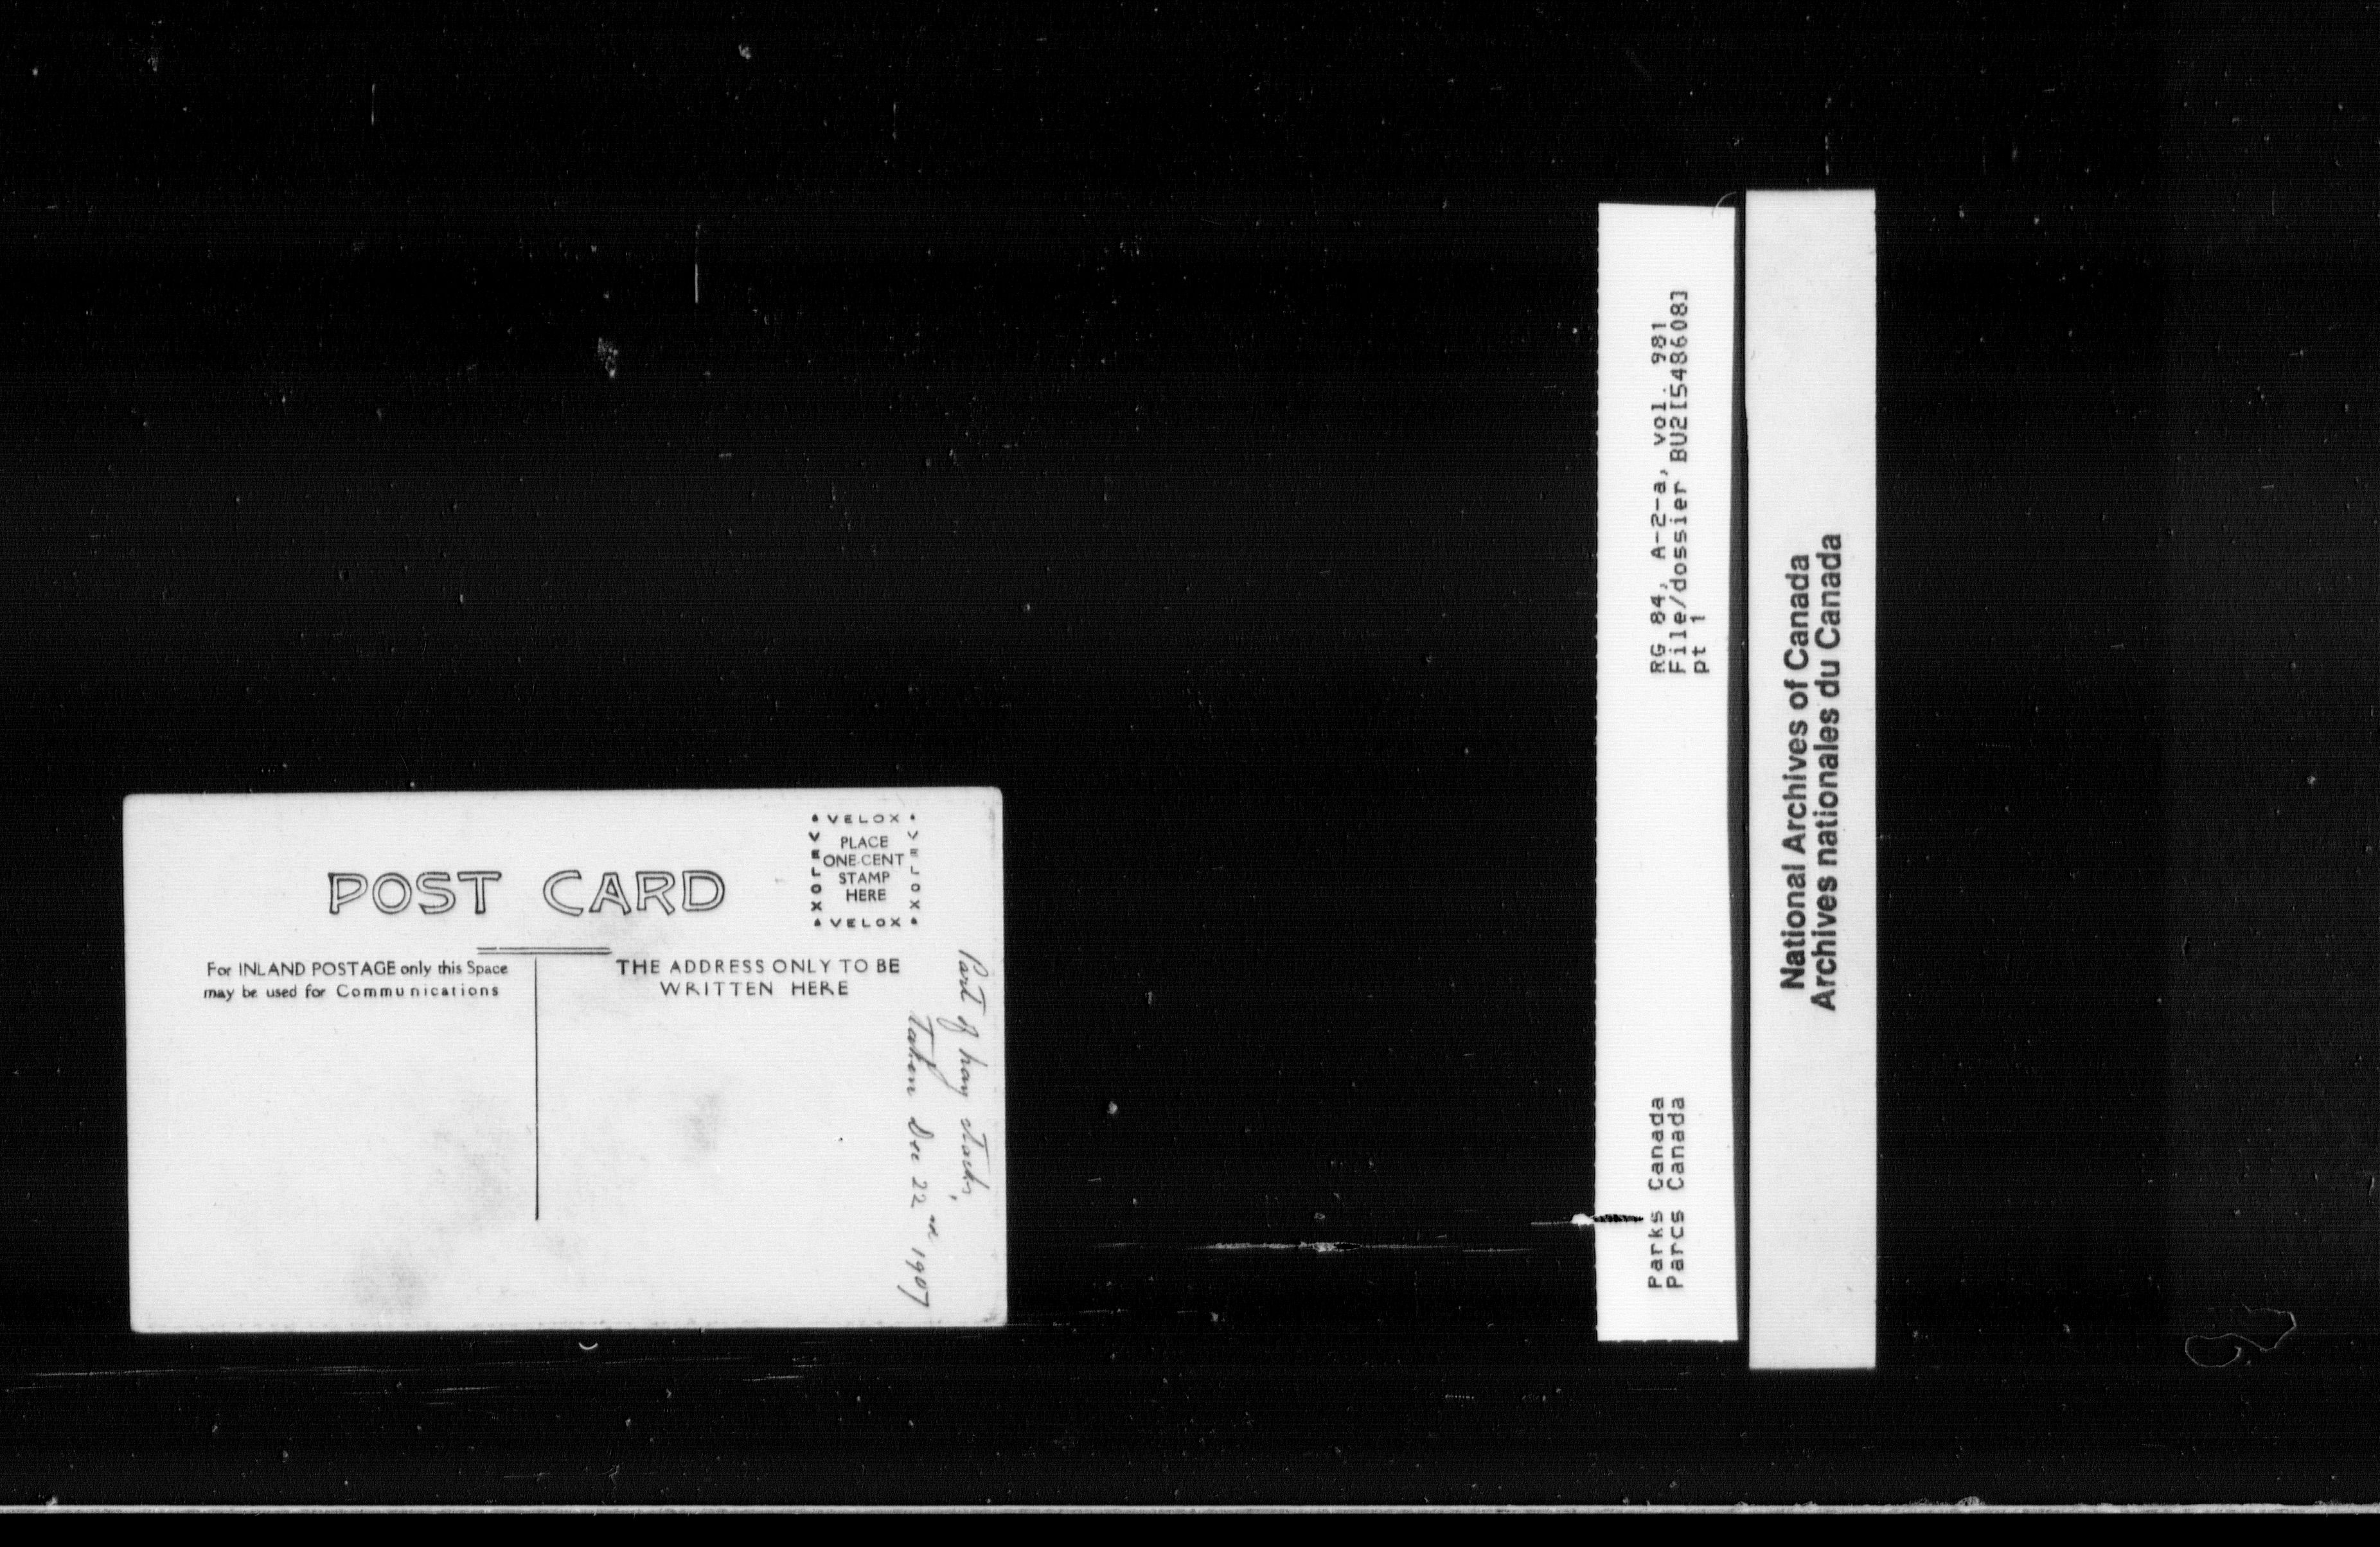 POST CARD
VELOX
VELOX
PLACE
ONE-CENT
STAMP
HERE
VELOX
VELOX
For INLAND POSTAGE only this Space
may be used for Communications
THE ADDRESS ONLY TO BE
WRITTEN HERE
Part of hay stacks,
taken Dec 22nd 1907
RG 84, A-2-a, vol. 981
File/dossier BU2[548608]
pt 1
Parks Canada
Parcs Canada
National Archives of Canada
Archives nationales du Canada